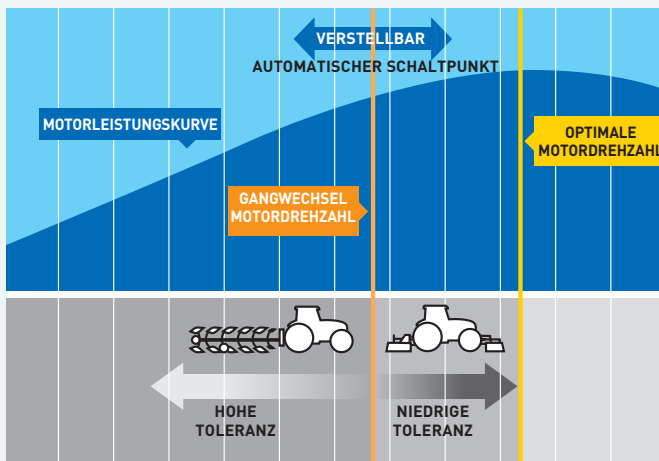 VERSTELLBAR
AUTOMATISCHER SCHALTPUNKT
MOTORLEISTUNGSKURVE
OPTIMALE
MOTORDREHZAHL
GANGWECHSEL
MOTORDREHZAHL
HOHE
TOLERANZ
NIEDRIGE
TOLERANZ